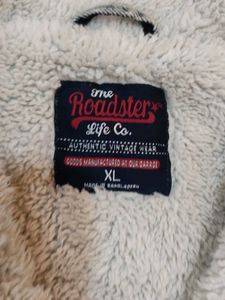 The
Roadster
Life Co.
AUTHENTIC VINTAGE WEAR
GOODS MANUFACTURED AT OUR GARAGE
XL
MADE IN BANGLADESH